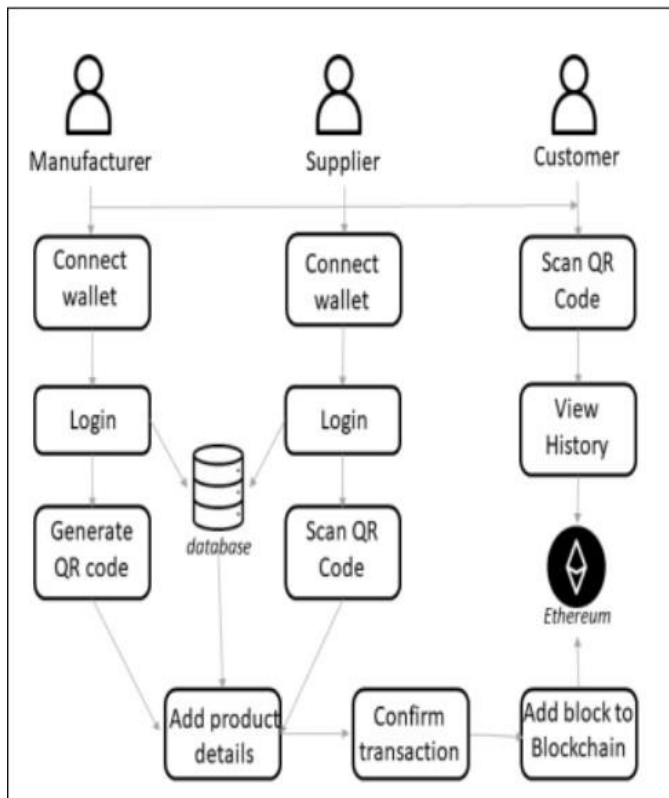 Manufacturer
Supplier
Customer
Connect
wallet
Connect
wallet
Scan QR
Code
Login
Login
View
History
Generate
QR code
database
Scan QR
Code
Ethereum
Add product
details
Confirm
transaction
Add block to
Blockchain